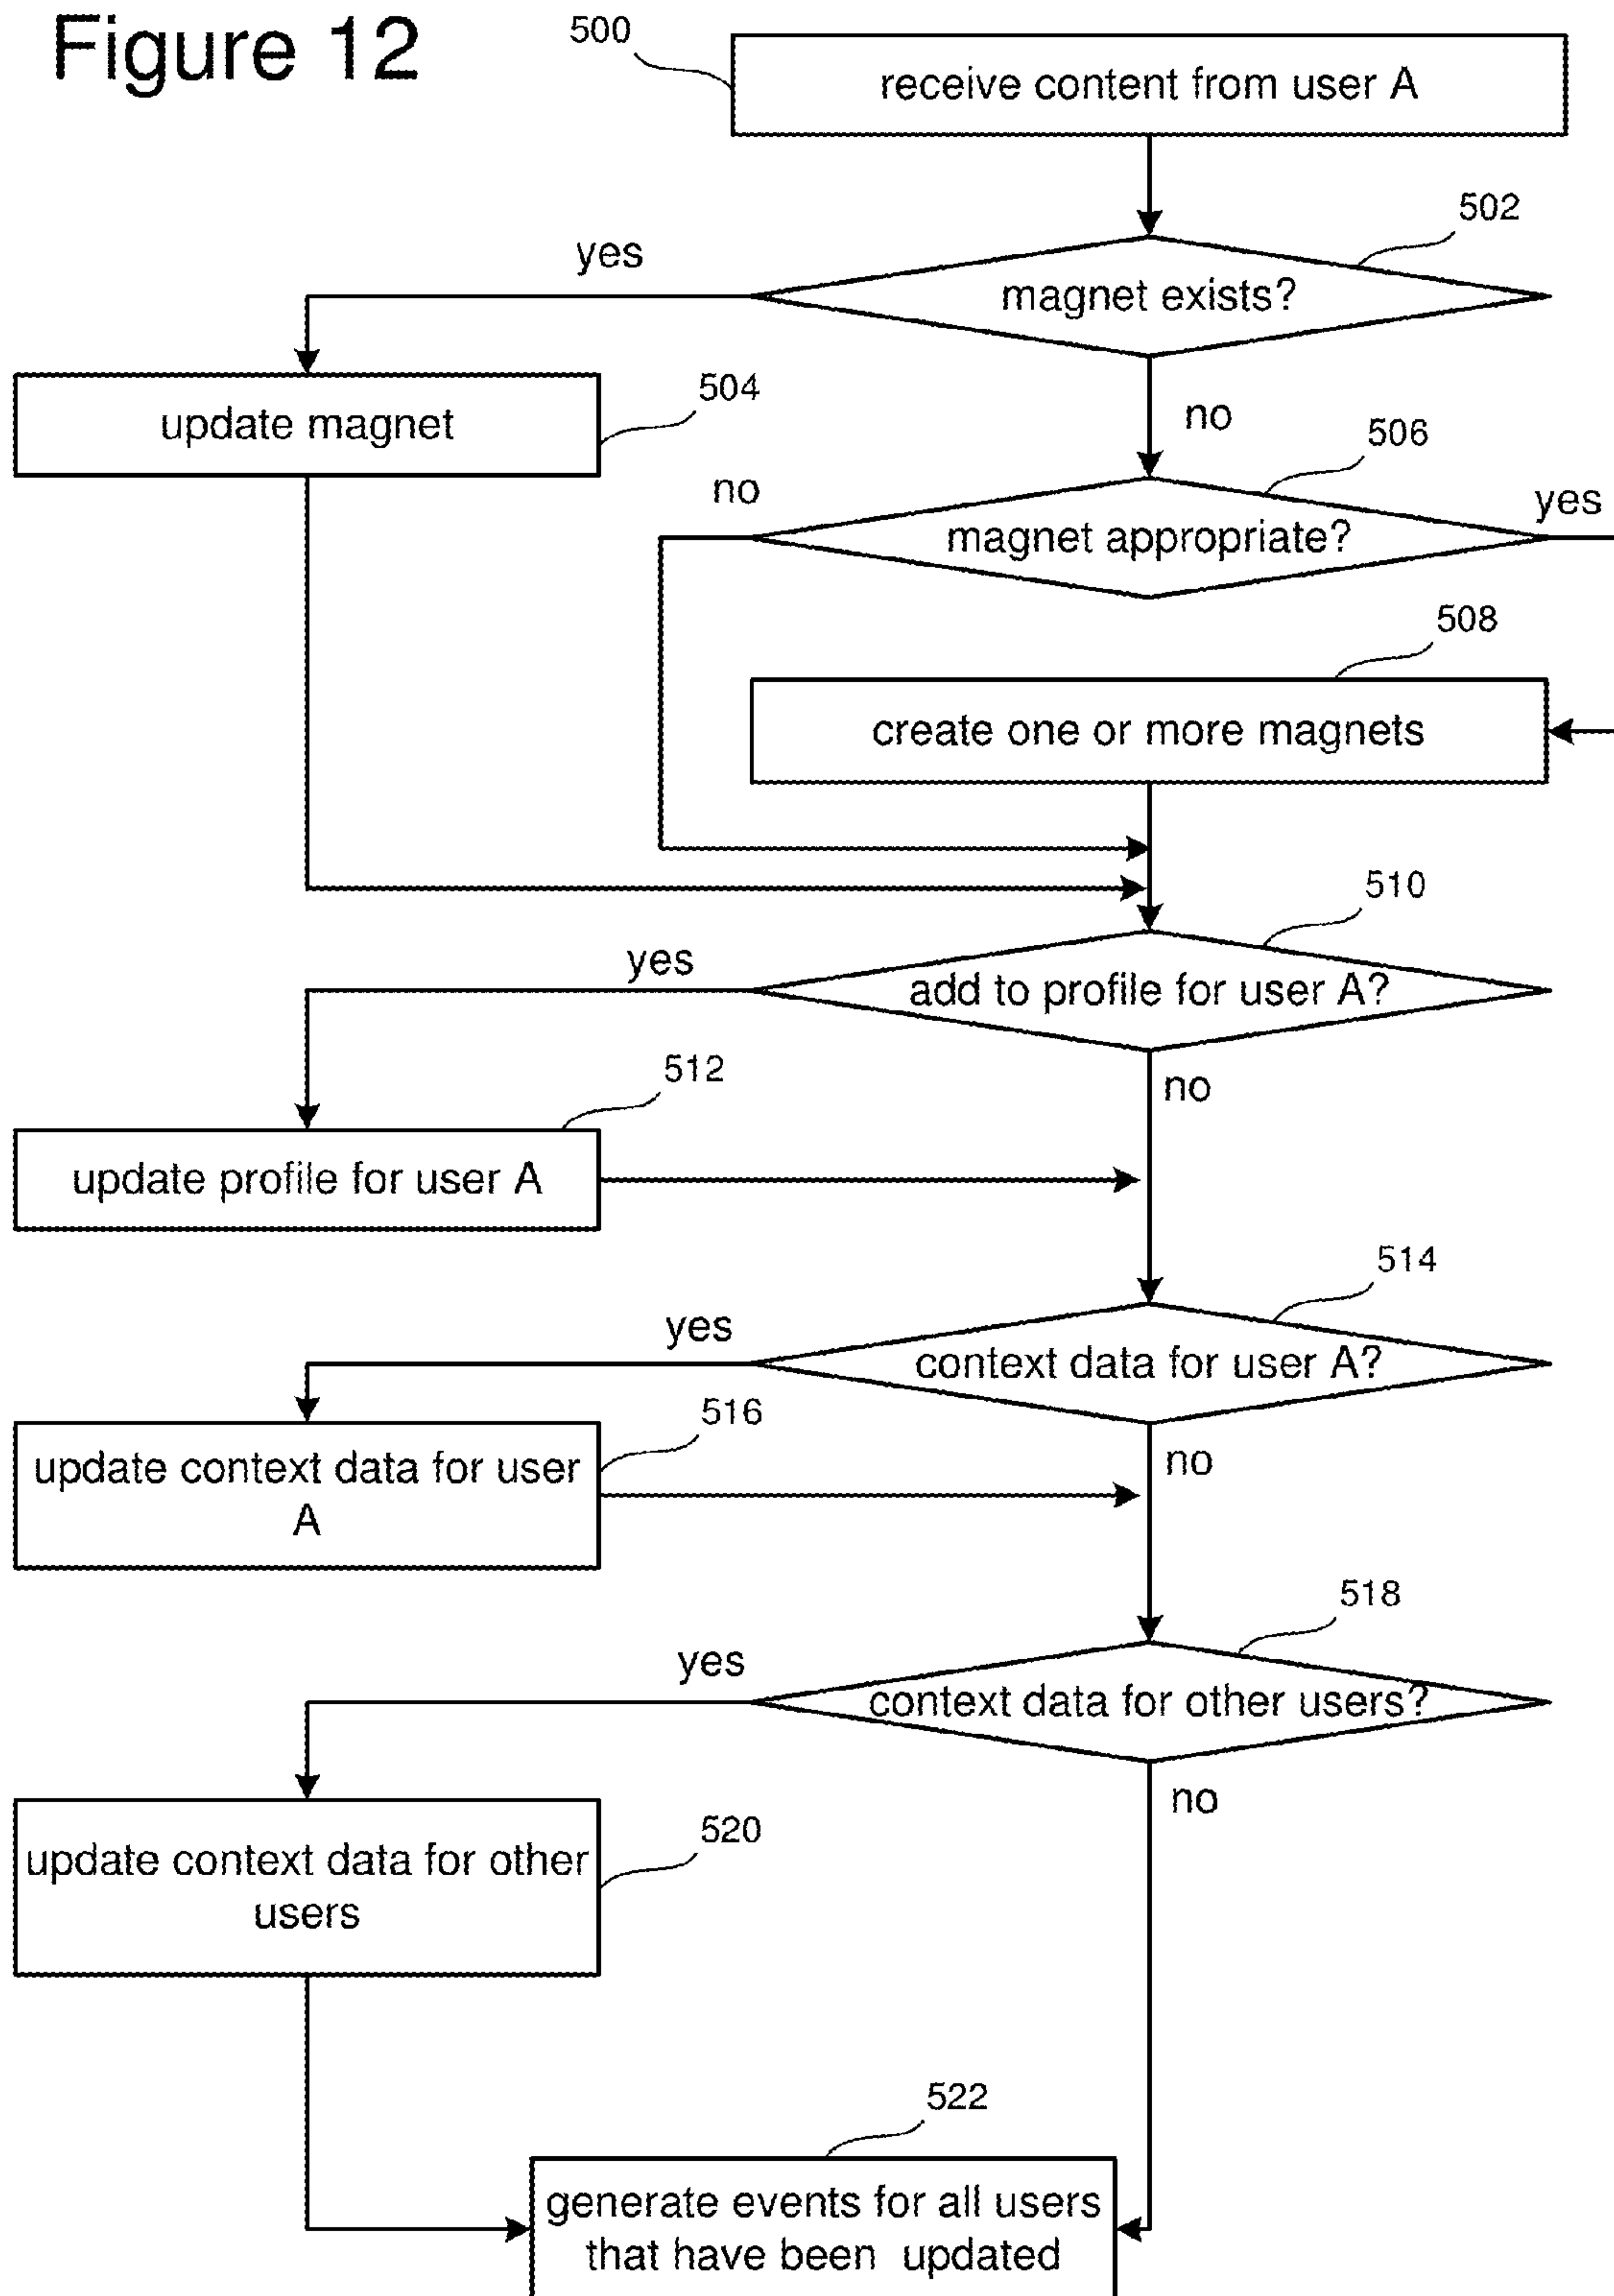 Figure 12
500
receive content from user A
502
yes
magnet exists?
504
update magnet
no
506
no
yes
magnet appropriate?
508
create one or more magnets
510
yes
add to profile for user A?
512
no
update profile for user A
514
yes
context data for user A?
516
no
update context data for user
A
518
yes
context data for other users?
no
520
update context data for other
users
522
generate events for all users
that have been updated